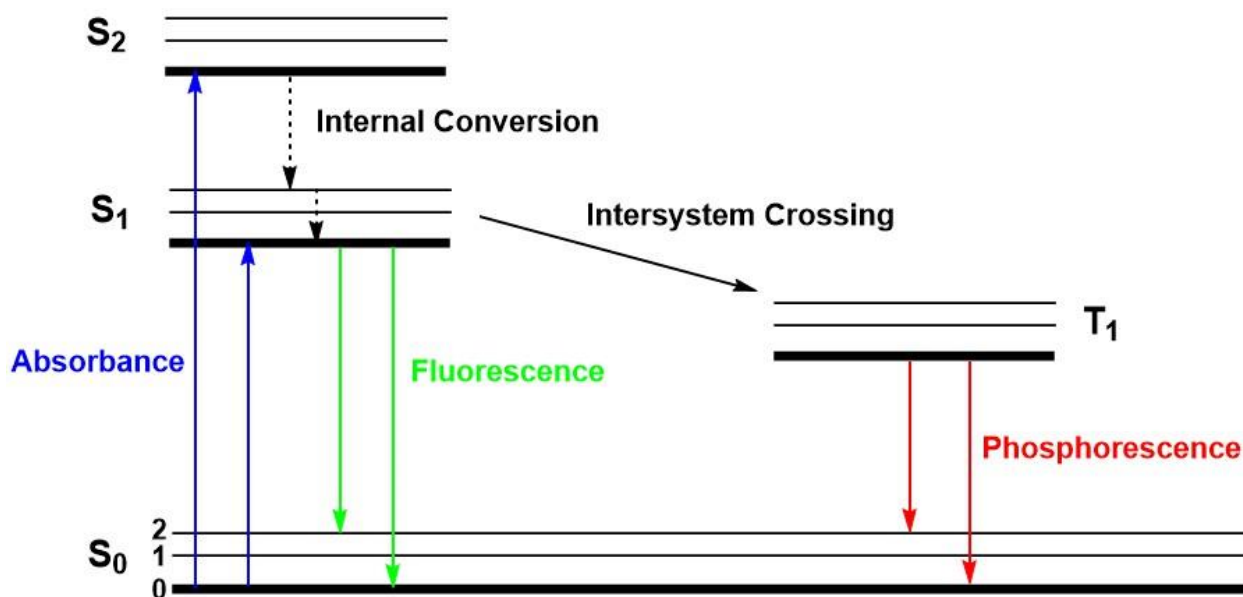 S2
Internal Conversion
S1
Intersystem Crossing
T1
Absorbance
Fluorescence
Phosphorescence
2
1
S0
0